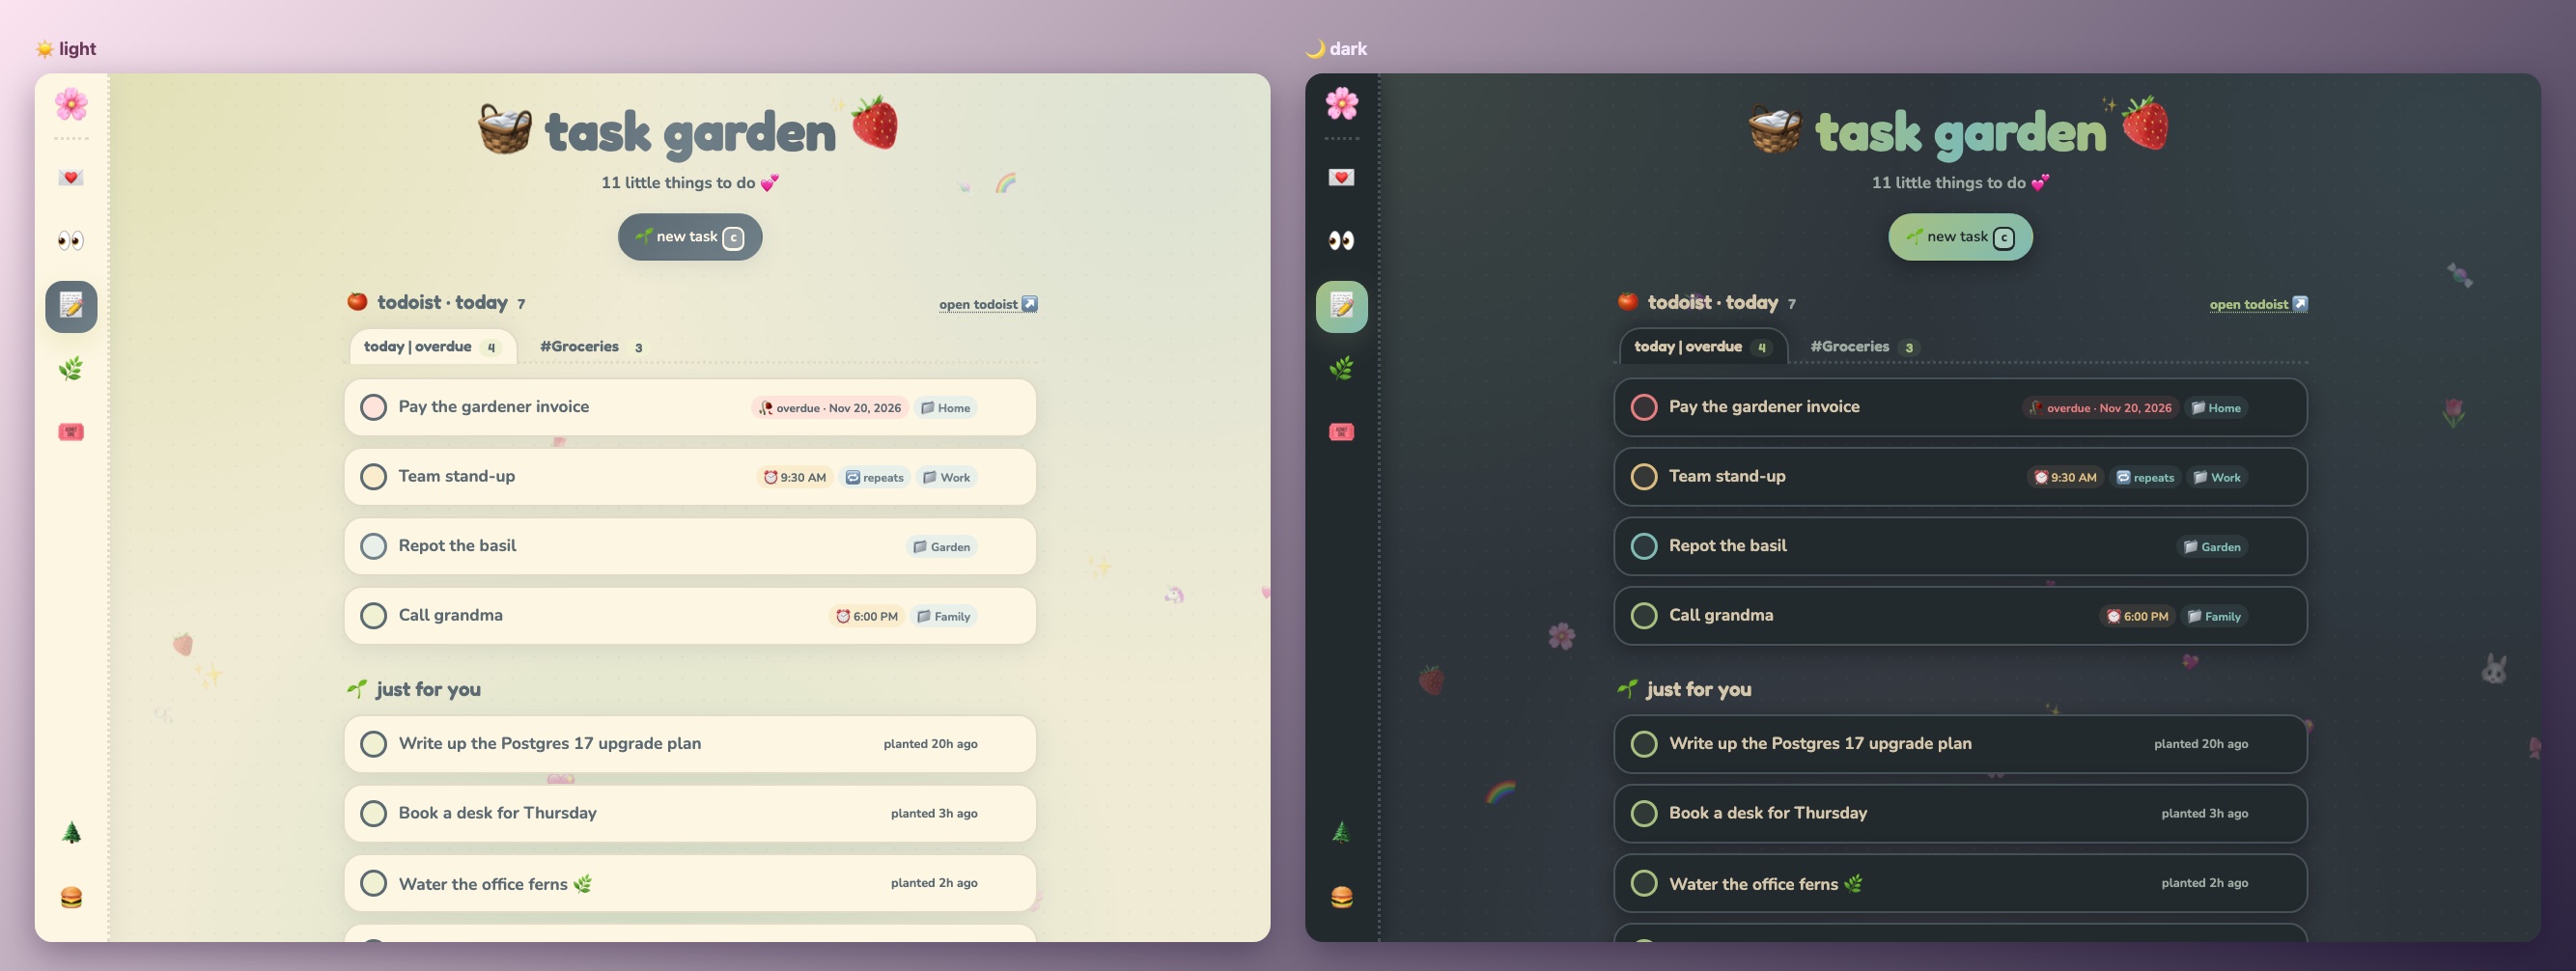 light
task garden
11 little things to do
new task c
todoist · today 7
open todoist
today | overdue 4
#Groceries 3
Pay the gardener invoice
overdue · Nov 20, 2026
Home
Team stand-up
9:30 AM
repeats
Work
Repot the basil
Garden
Call grandma
6:00 PM
Family
just for you
Write up the Postgres 17 upgrade plan
planted 20h ago
Book a desk for Thursday
planted 3h ago
Water the office ferns
planted 2h ago
dark
task garden
11 little things to do
new task c
todoist · today 7
open todoist
today | overdue 4
#Groceries 3
Pay the gardener invoice
overdue · Nov 20, 2026
Home
Team stand-up
9:30 AM
repeats
Work
Repot the basil
Garden
Call grandma
6:00 PM
Family
just for you
Write up the Postgres 17 upgrade plan
planted 20h ago
Book a desk for Thursday
planted 3h ago
Water the office ferns
planted 2h ago